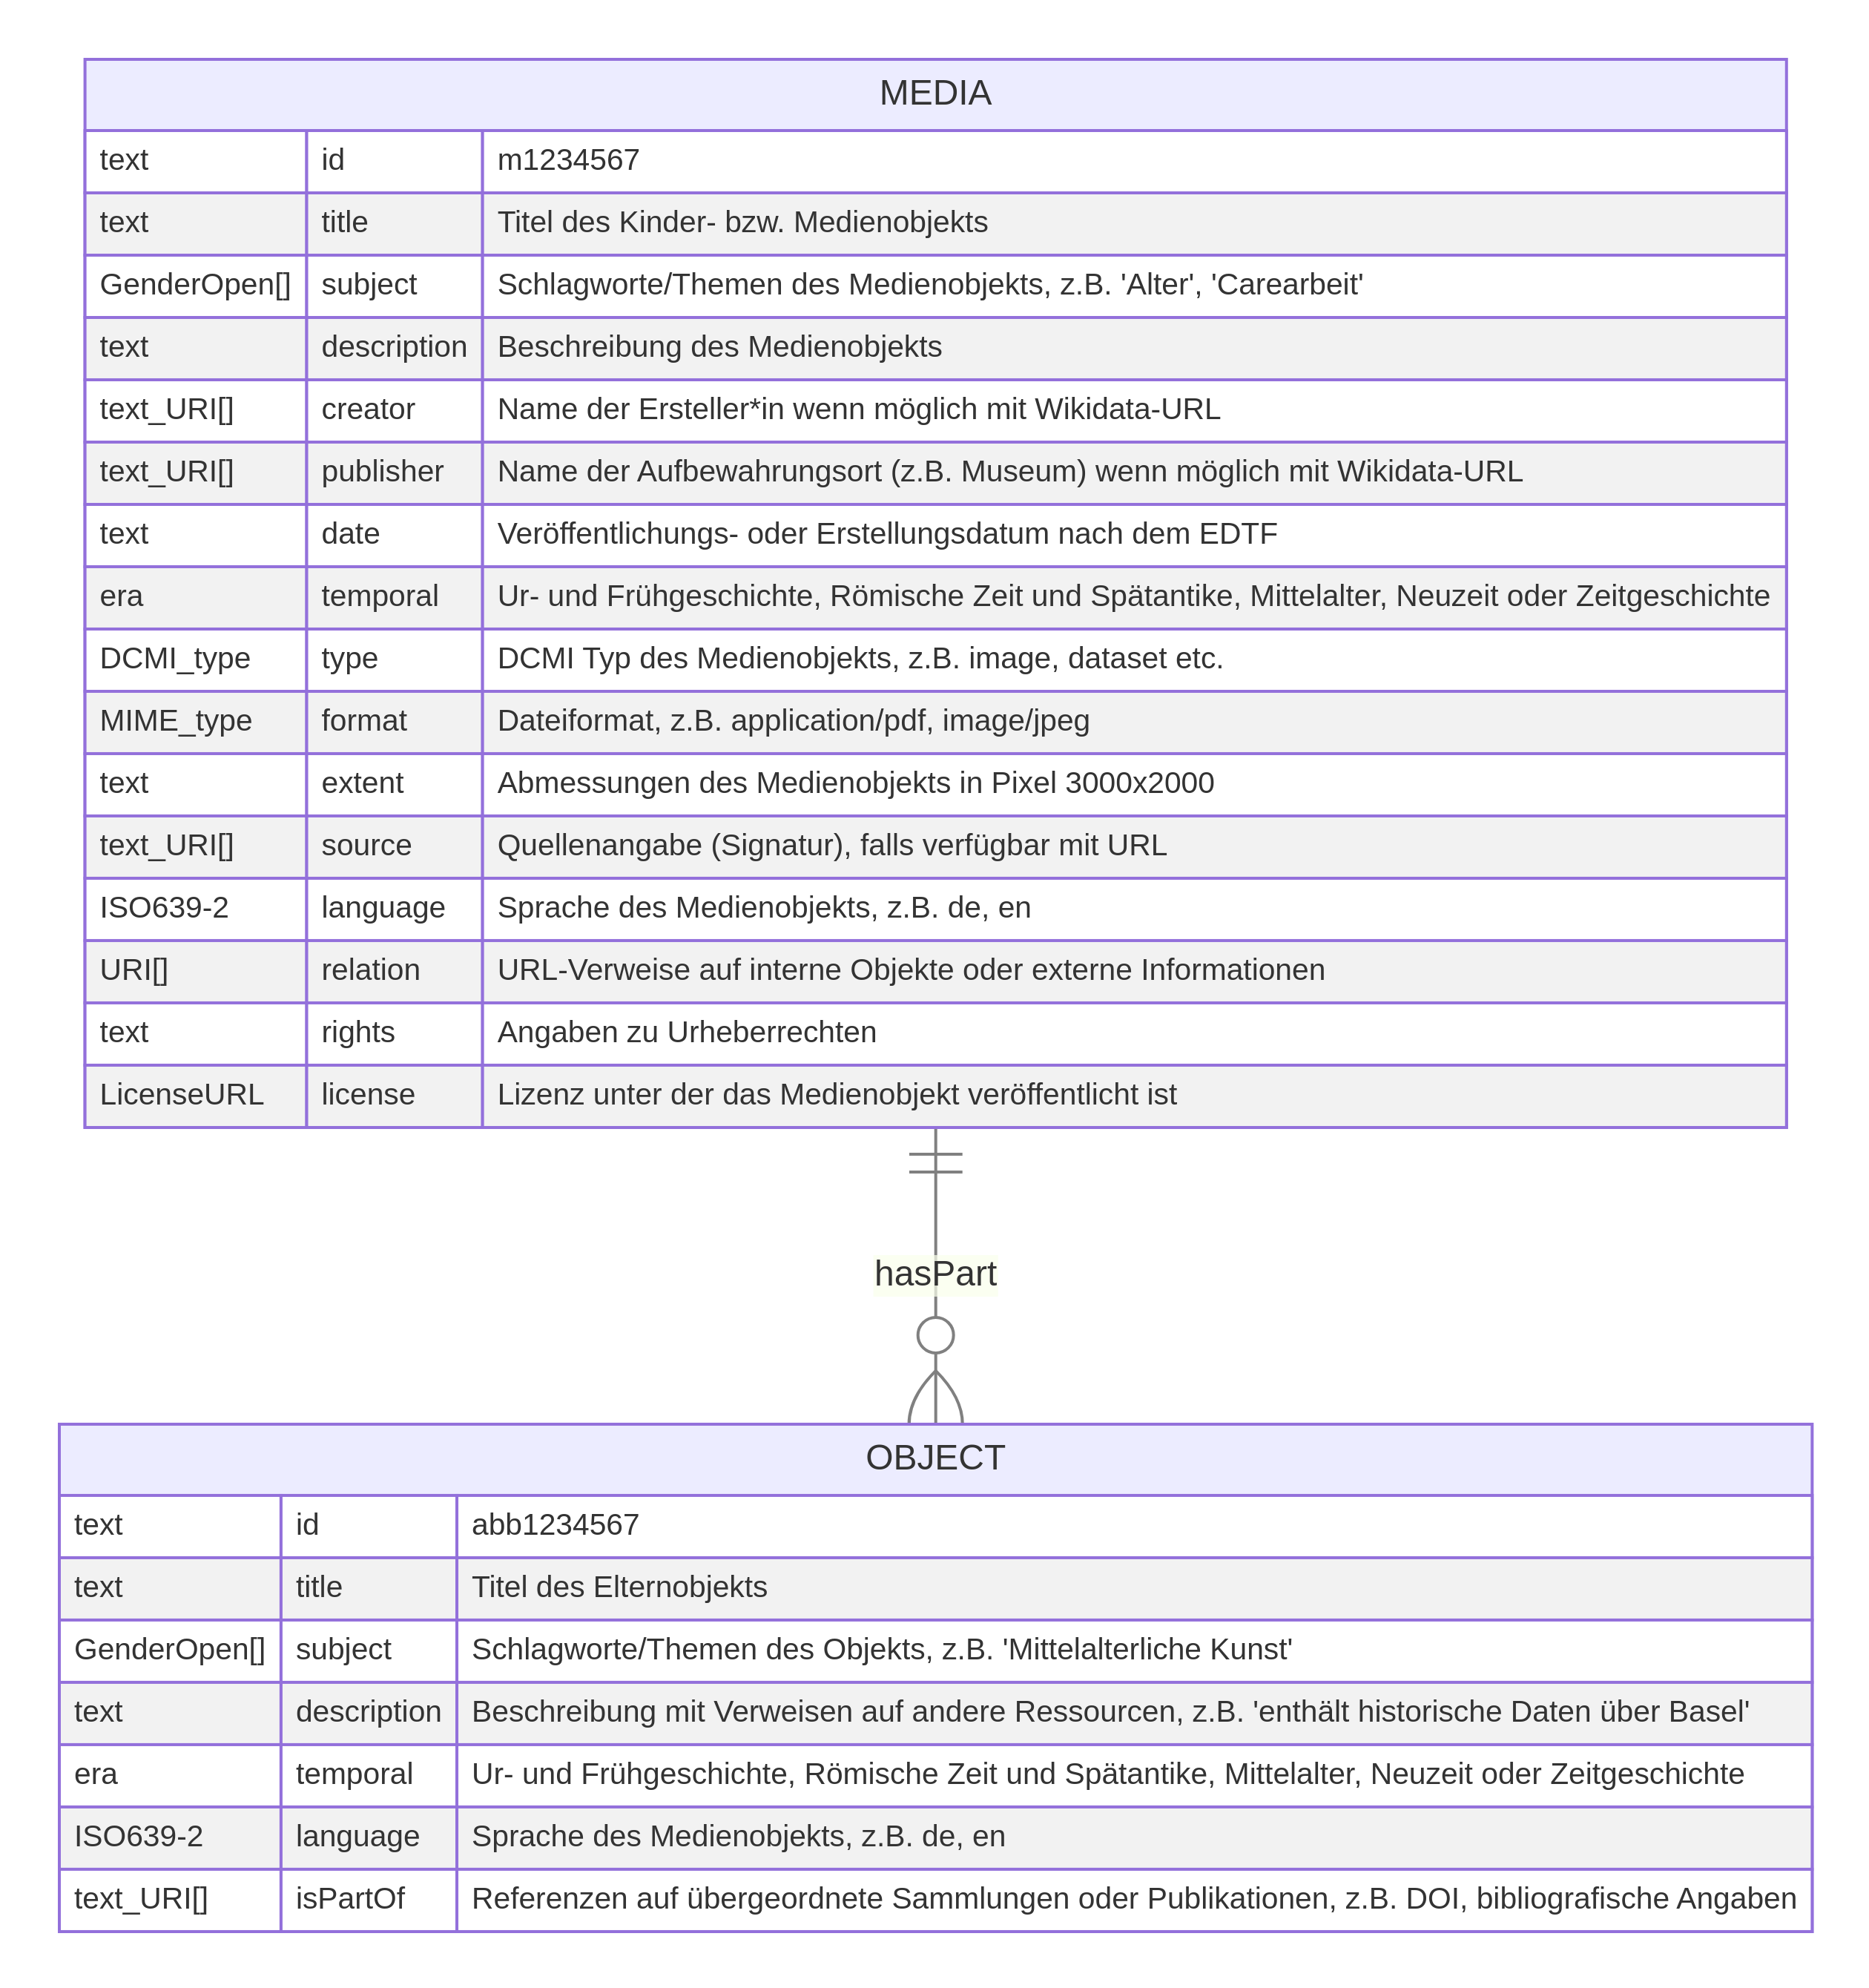 MEDIA
text id m1234567
text title Titel des Kinder- bzw. Medienobjekts
GenderOpen[] subject Schlagworte/Themen des Medienobjekts, z.B. 'Alter', 'Carearbeit'
text description Beschreibung des Medienobjekts
text_URI[] creator Name der Ersteller*in wenn möglich mit Wikidata-URL
text_URI[] publisher Name der Aufbewahrungsort (z.B. Museum) wenn möglich mit Wikidata-URL
text date Veröffentlichungs- oder Erstellungsdatum nach dem EDTF
era temporal Ur- und Frühgeschichte, Römische Zeit und Spätantike, Mittelalter, Neuzeit oder Zeitgeschichte
DCMI_type type DCMI Typ des Medienobjekts, z.B. image, dataset etc.
MIME_type format Dateiformat, z.B. application/pdf, image/jpeg
text extent Abmessungen des Medienobjekts in Pixel 3000x2000
text_URI[] source Quellenangabe (Signatur), falls verfügbar mit URL
ISO639-2 language Sprache des Medienobjekts, z.B. de, en
URI[] relation URL-Verweise auf interne Objekte oder externe Informationen
text rights Angaben zu Urheberrechten
LicenseURL license Lizenz unter der das Medienobjekt veröffentlicht ist
hasPart
OBJECT
text id abb1234567
text title Titel des Elternobjekts
GenderOpen[] subject Schlagworte/Themen des Objekts, z.B. 'Mittelalterliche Kunst'
text description Beschreibung mit Verweisen auf andere Ressourcen, z.B. 'enthält historische Daten über Basel'
era temporal Ur- und Frühgeschichte, Römische Zeit und Spätantike, Mittelalter, Neuzeit oder Zeitgeschichte
ISO639-2 language Sprache des Medienobjekts, z.B. de, en
text_URI[] isPartOf Referenzen auf übergeordnete Sammlungen oder Publikationen, z.B. DOI, bibliografische Angaben